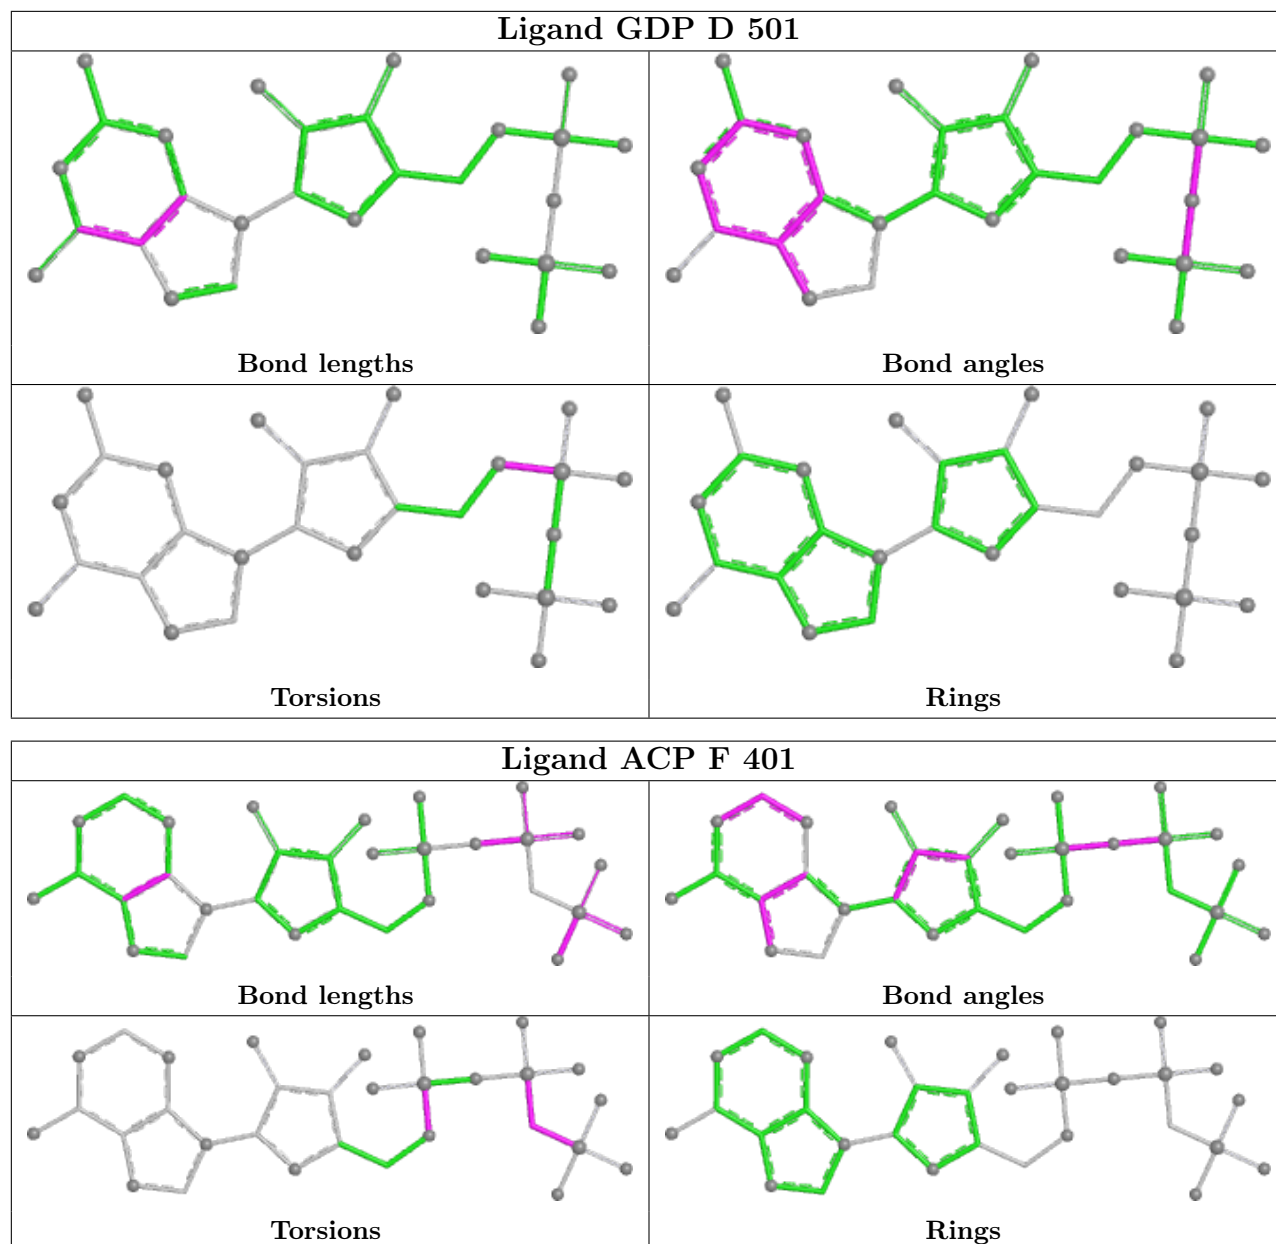 Ligand GDP D 501
Bond lengths
Bond angles
Torsions
Rings
Ligand ACP F 401
Bond lengths
Bond angles
Torsions
Rings